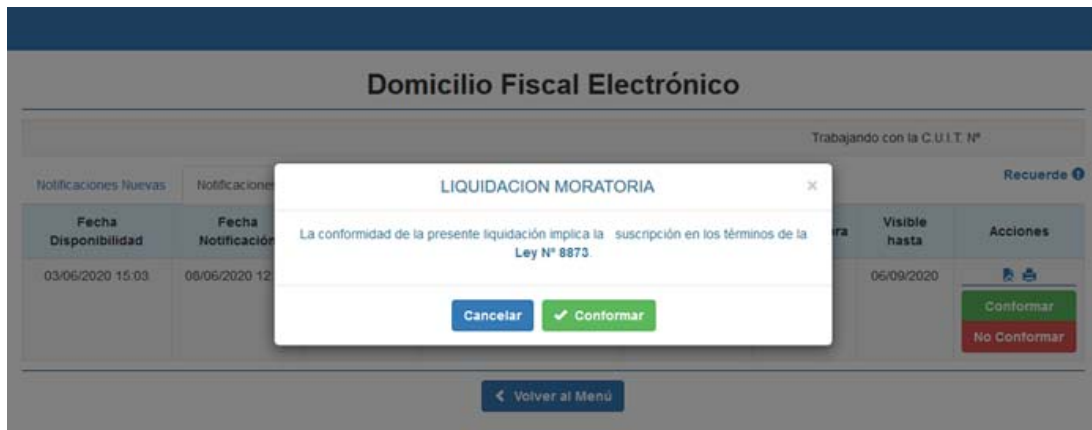 Domicilio Fiscal Electrónico
Trabajando con la C.U.I.T. Nº
Recuerde
Notificaciones Nuevas
LIQUIDACION MORATORIA
×
La conformidad de la presente liquidación implica la suscripción en los términos de la
Ley Nº 8873.
Cancelar
Conformar
Fecha Disponibilidad
Fecha Notificación
Visible hasta
Acciones
03/06/2020 15:03
08/06/2020 12
06/09/2020
Conformar
No Conformar
Volver al Menú